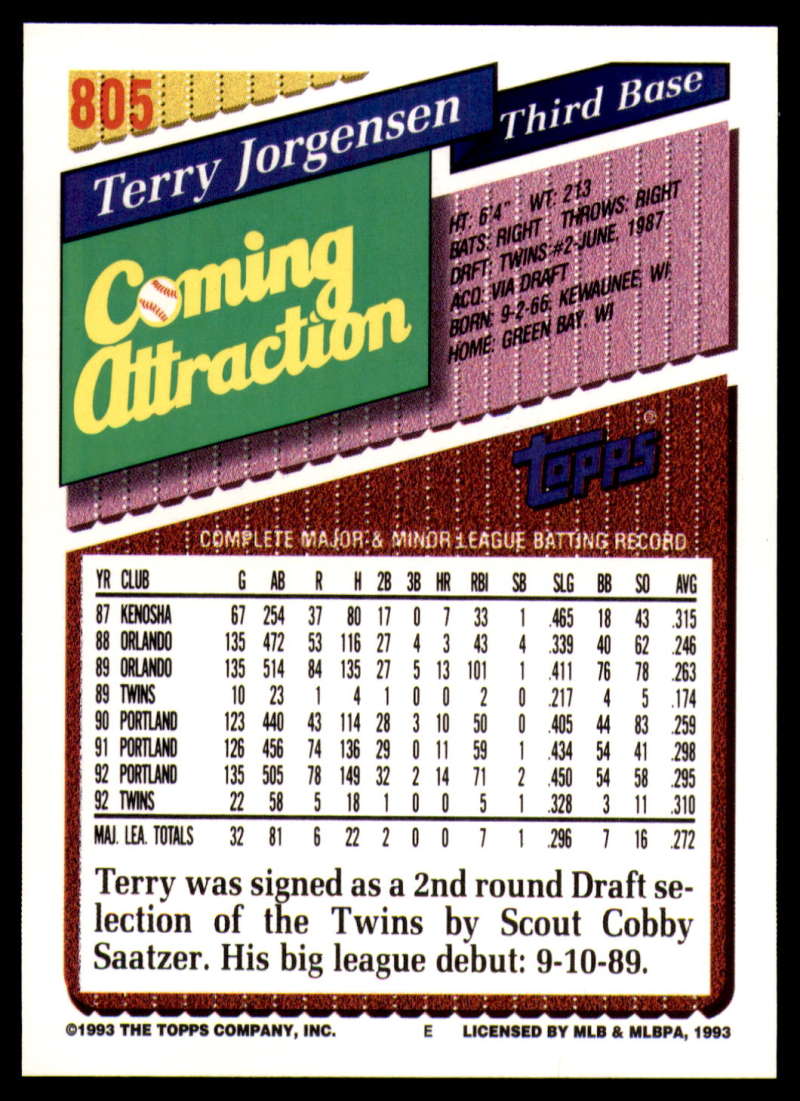 805
Terry Jorgensen
Third Base
Coming
Attraction
HT: 6'4" WT: 213
BATS: RIGHT THROWS: RIGHT
DRFT: TWINS #2-JUNE, 1987
ACQ: VIA DRAFT
BORN: 9-2-66, KEWAUNEE, WI
HOME: GREEN BAY, WI
topps®
COMPLETE MAJOR & MINOR LEAGUE BATTING RECORD
YR CLUB G AB R H 2B 3B HR RBI SB SLG BB SO AVG
87 KENOSHA 67 254 37 80 17 0 7 33 1 .465 18 43 .315
88 ORLANDO 135 472 53 116 27 4 3 43 4 .339 40 62 .246
89 ORLANDO 135 514 84 135 27 5 13 101 1 .411 76 78 .263
89 TWINS 10 23 1 4 1 0 0 2 0 .217 4 5 .174
90 PORTLAND 123 440 43 114 28 3 10 50 0 .405 44 83 .259
91 PORTLAND 126 456 74 136 29 0 11 59 1 .434 54 41 .298
92 PORTLAND 135 505 78 149 32 2 14 71 2 .450 54 58 .295
92 TWINS 22 58 5 18 1 0 0 5 1 .328 3 11 .310
MAJ. LEA. TOTALS 32 81 6 22 2 0 0 7 1 .296 7 16 .272
Terry was signed as a 2nd round Draft se-
lection of the Twins by Scout Cobby
Saatzer. His big league debut: 9-10-89.
©1993 THE TOPPS COMPANY, INC. E LICENSED BY MLB & MLBPA, 1993